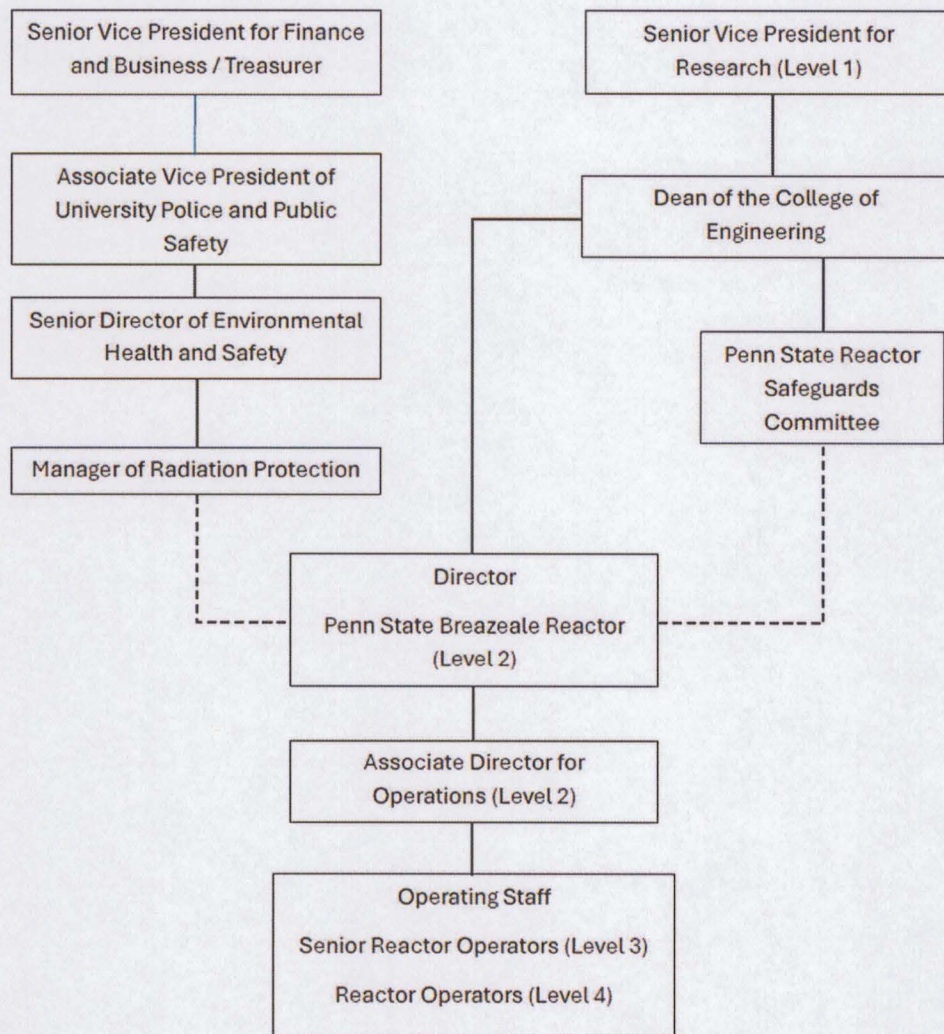 Senior Vice President for Finance
and Business / Treasurer
Senior Vice President for
Research (Level 1)
Associate Vice President of
University Police and Public
Safety
Dean of the College of
Engineering
Senior Director of Environmental
Health and Safety
Penn State Reactor
Safeguards
Committee
Manager of Radiation Protection
Director
Penn State Breazeale Reactor
(Level 2)
Associate Director for
Operations (Level 2)
Operating Staff
Senior Reactor Operators (Level 3)
Reactor Operators (Level 4)